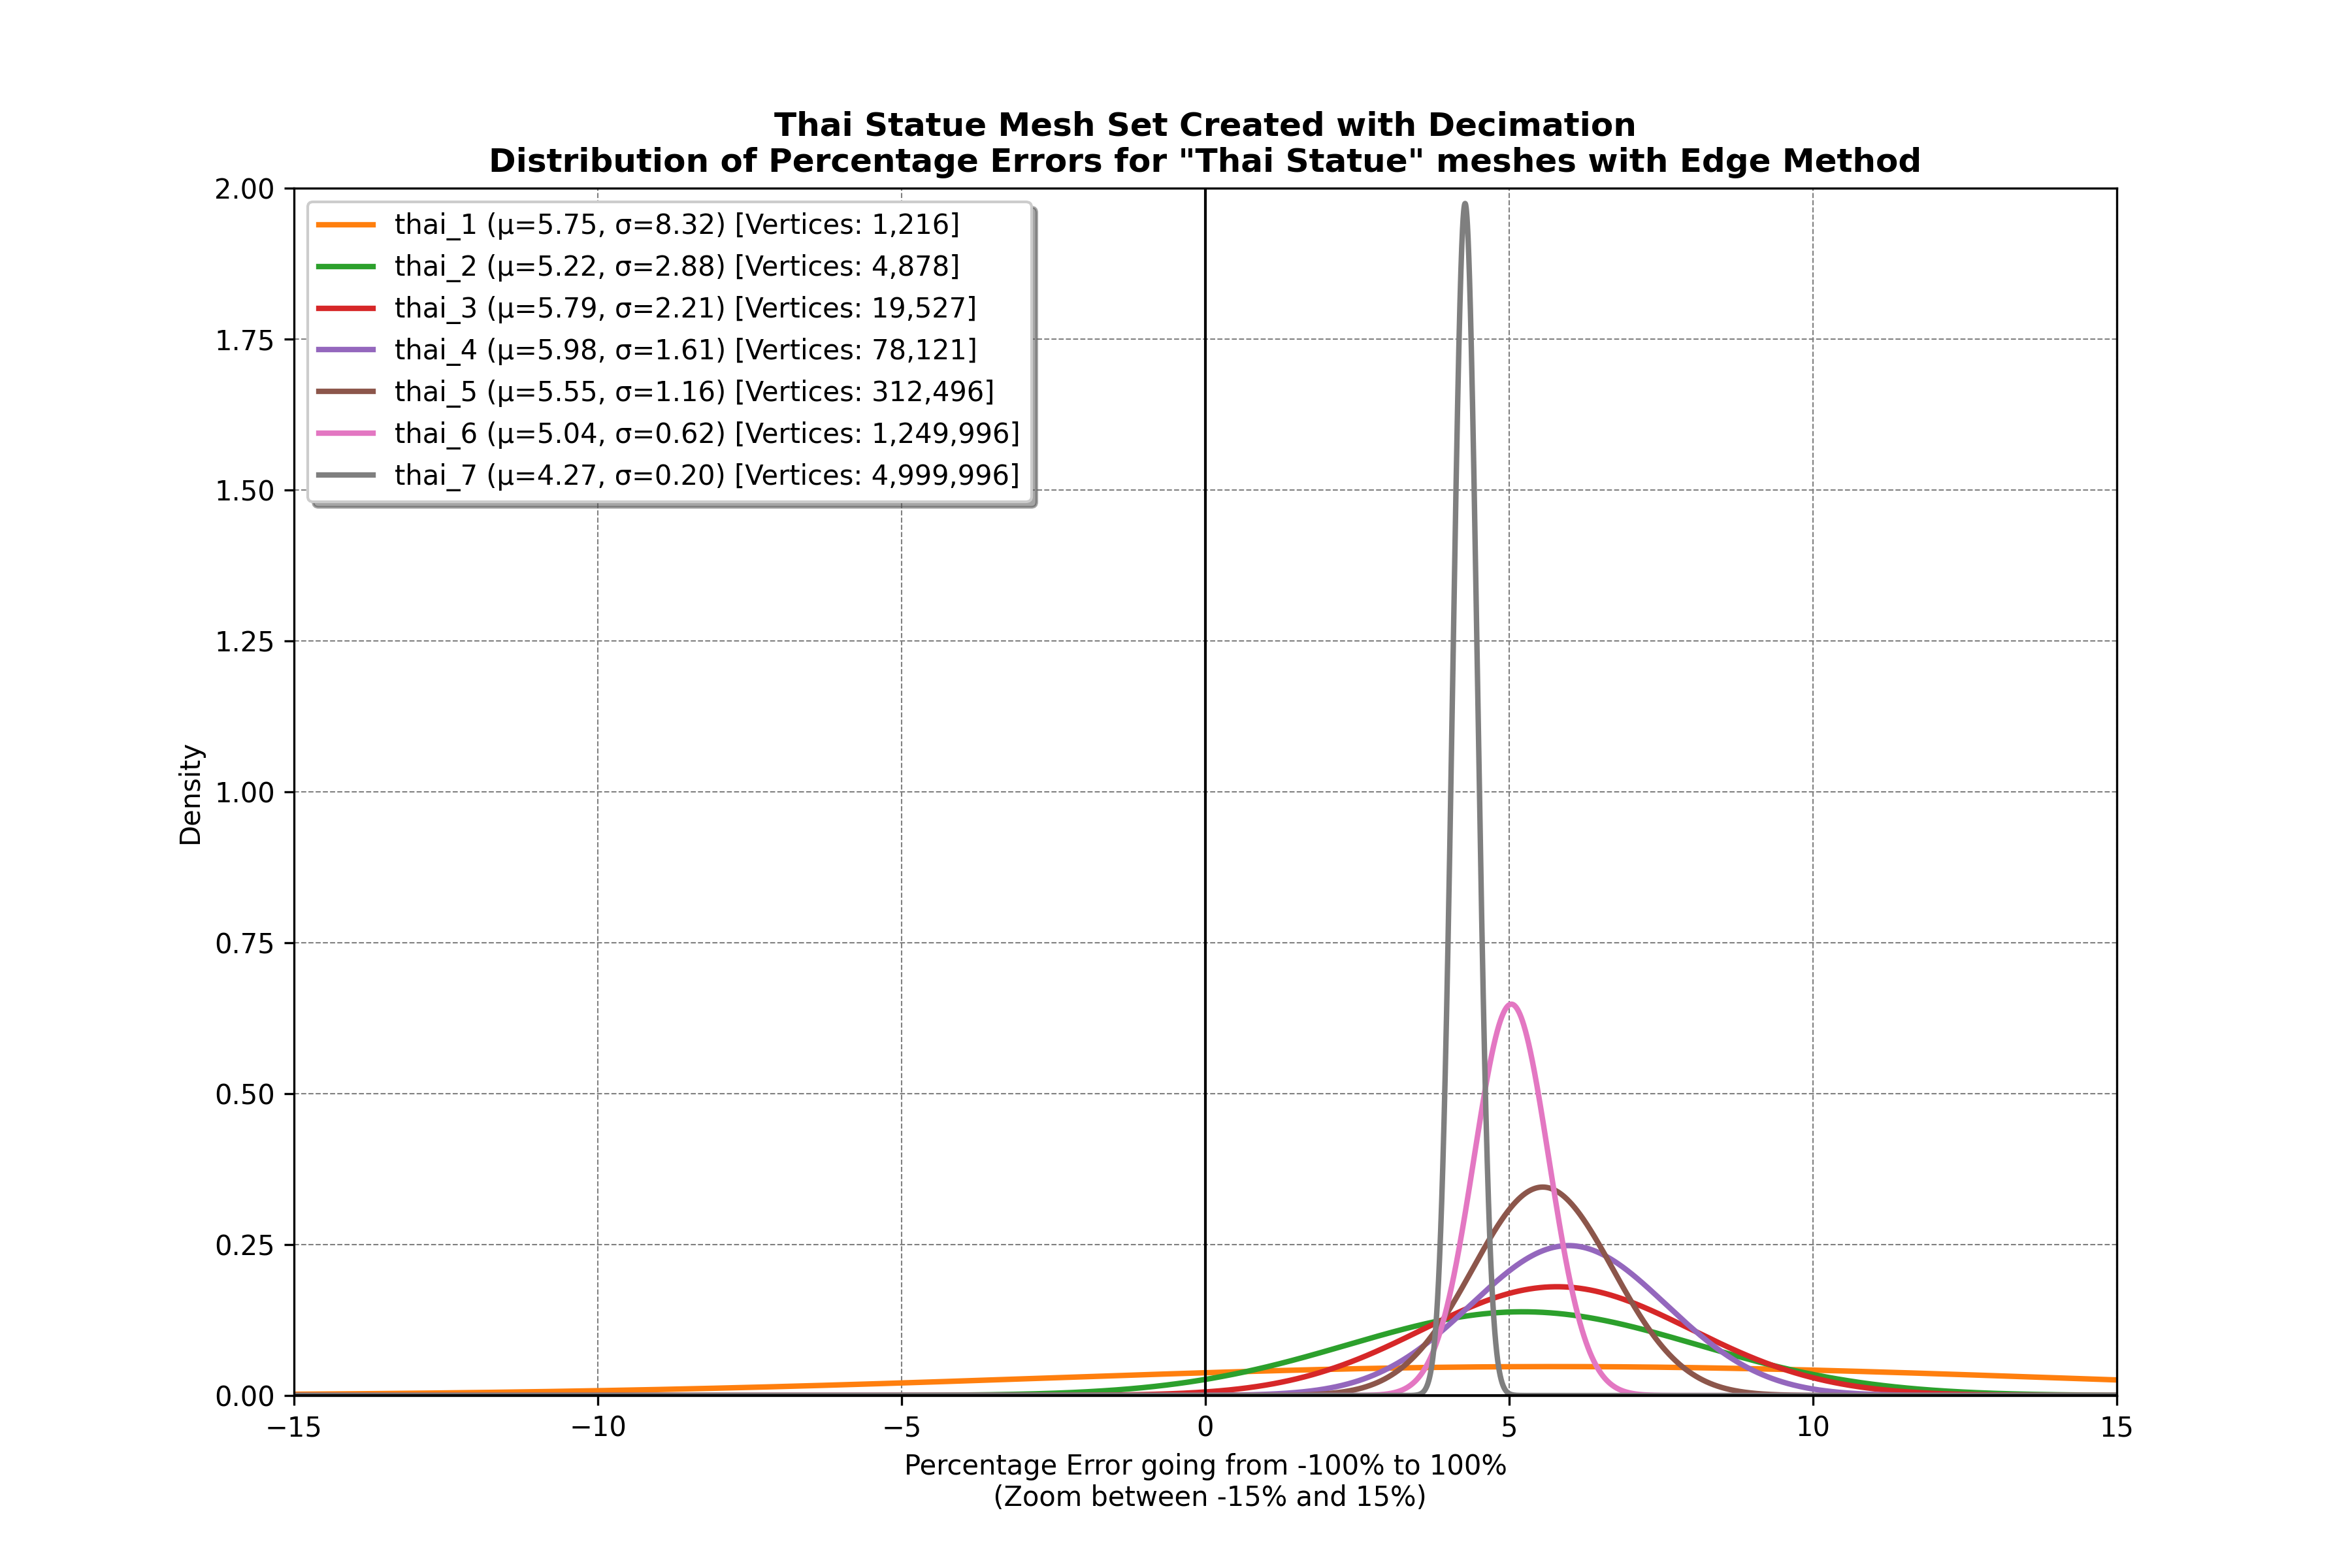 Thai Statue Mesh Set Created with Decimation
Distribution of Percentage Errors for "Thai Statue" meshes with Edge Method
2.00
1.75
1.50
1.25
1.00
0.75
0.50
0.25
0.00
Density
thai_1 (μ=5.75, σ=8.32) [Vertices: 1,216]
thai_2 (μ=5.22, σ=2.88) [Vertices: 4,878]
thai_3 (μ=5.79, σ=2.21) [Vertices: 19,527]
thai_4 (μ=5.98, σ=1.61) [Vertices: 78,121]
thai_5 (μ=5.55, σ=1.16) [Vertices: 312,496]
thai_6 (μ=5.04, σ=0.62) [Vertices: 1,249,996]
thai_7 (μ=4.27, σ=0.20) [Vertices: 4,999,996]
−15 −10 −5 0 5 10 15
Percentage Error going from -100% to 100%
(Zoom between -15% and 15%)